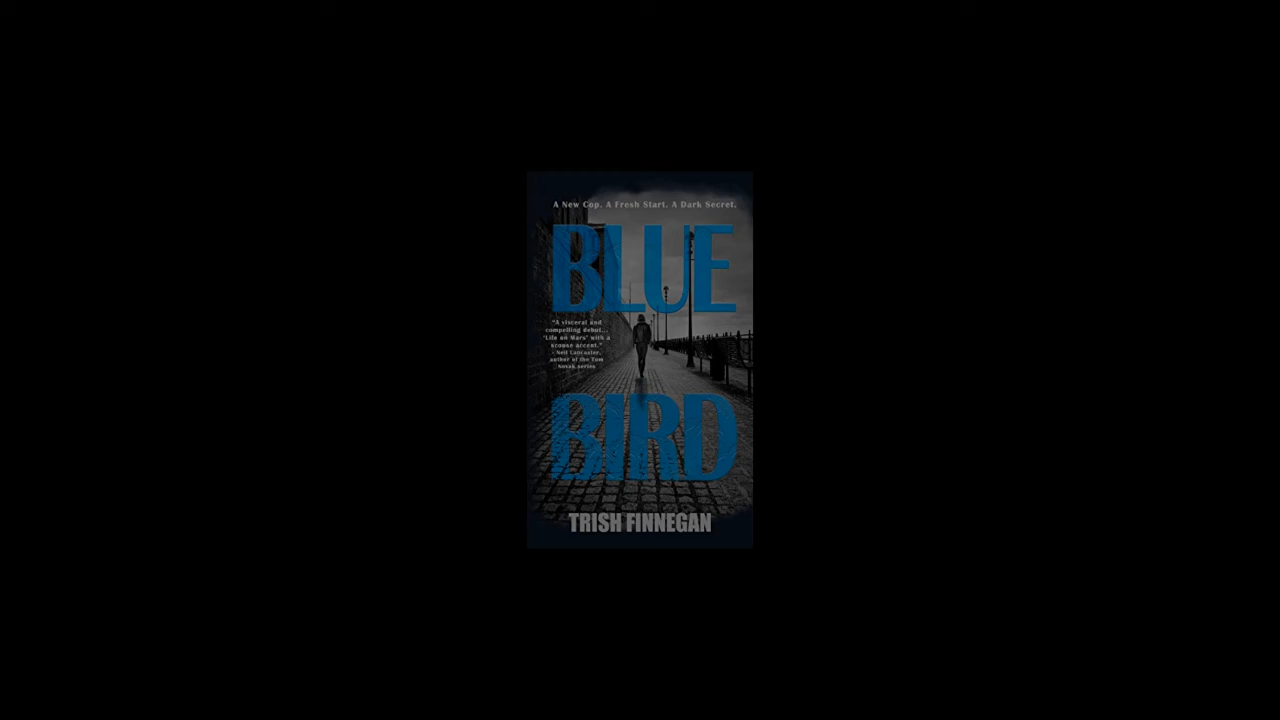 A New Cop. A Fresh Start. A Dark Secret.
BLUE
"A visceral and
compelling debut...
'Life on Mars' with a
scouse accent."
- Neil Lancaster,
author of the Tom
Novak series
BIRD
TRISH FINNEGAN